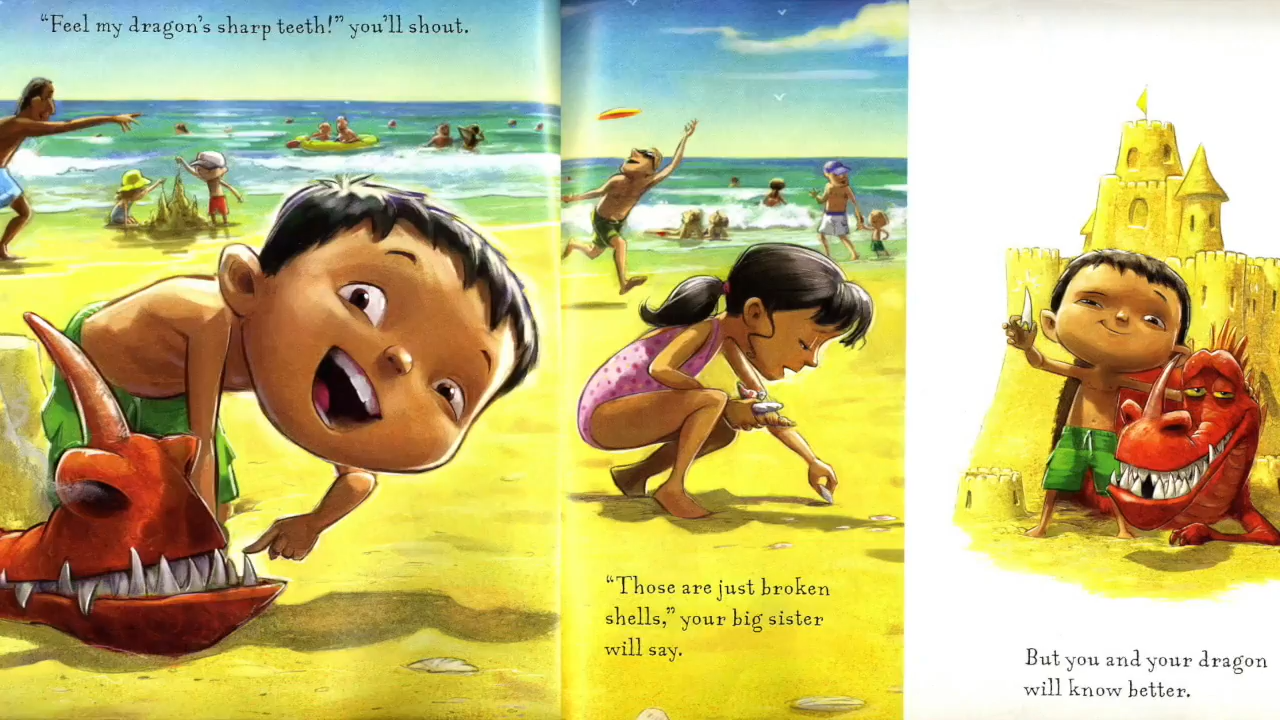 “Feel my dragon’s sharp teeth!” you’ll shout.
“Those are just broken
shells,” your big sister
will say.
But you and your dragon
will know better.